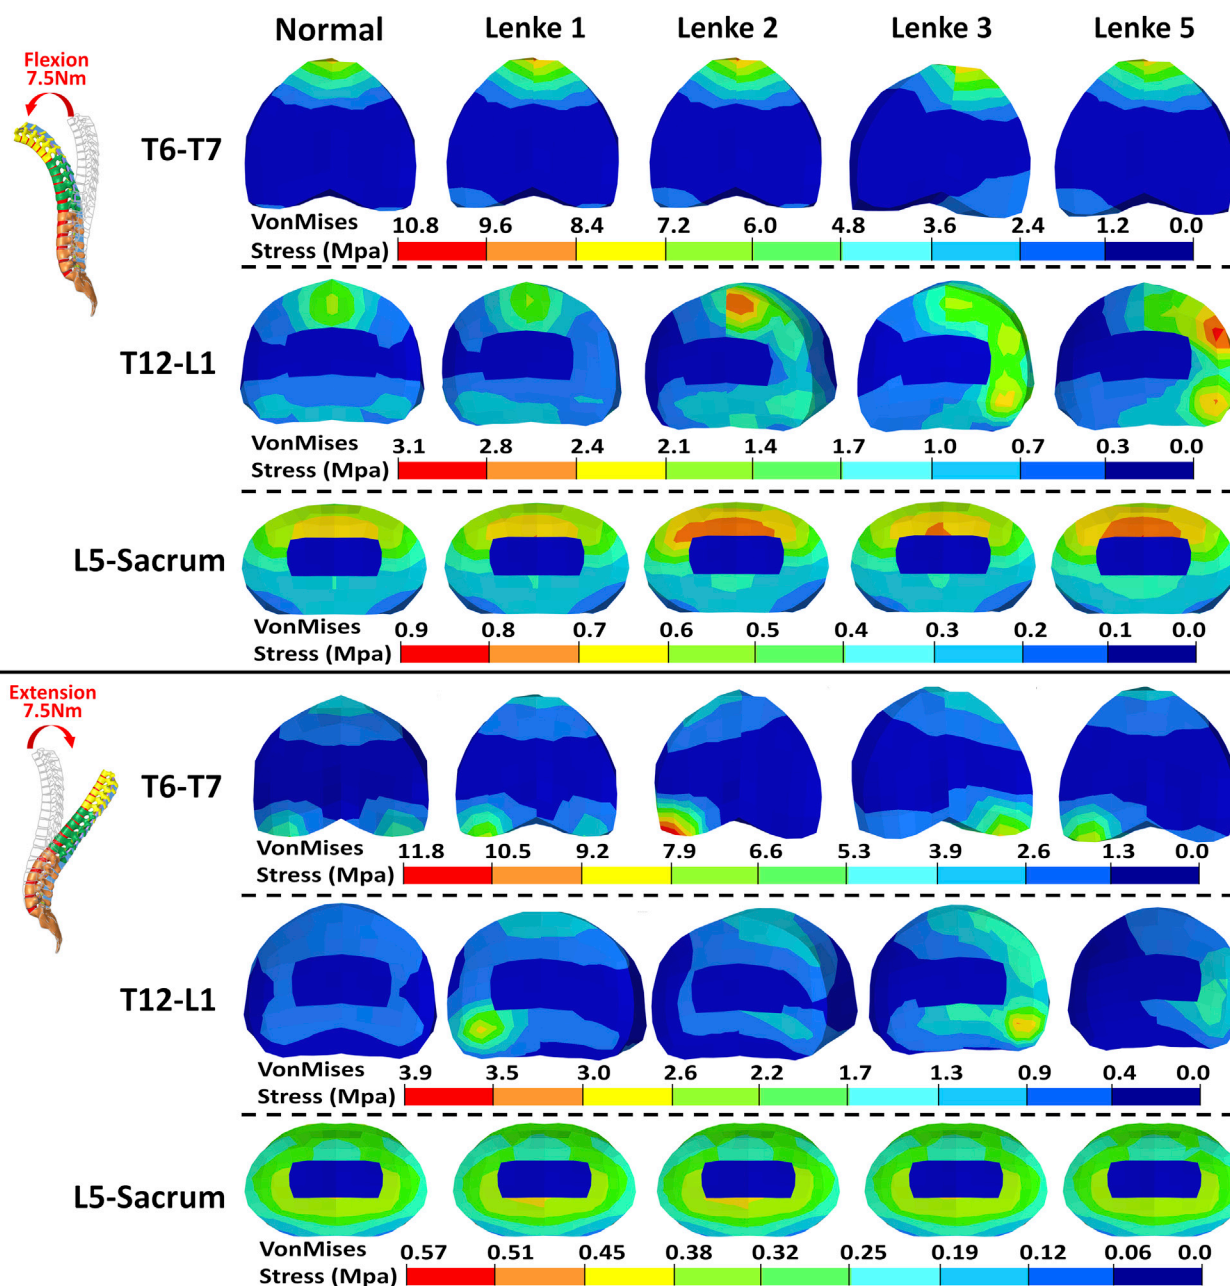 Normal Lenke 1 Lenke 2 Lenke 3 Lenke 5
Flexion
7.5Nm
T6-T7
VonMises 10.8 9.6 8.4 7.2 6.0 4.8 3.6 2.4 1.2 0.0
Stress (Mpa)
T12-L1
VonMises 3.1 2.8 2.4 2.1 1.4 1.7 1.0 0.7 0.3 0.0
Stress (Mpa)
L5-Sacrum
VonMises 0.9 0.8 0.7 0.6 0.5 0.4 0.3 0.2 0.1 0.0
Stress (Mpa)
Extension
7.5Nm
T6-T7
VonMises 11.8 10.5 9.2 7.9 6.6 5.3 3.9 2.6 1.3 0.0
Stress (Mpa)
T12-L1
VonMises 3.9 3.5 3.0 2.6 2.2 1.7 1.3 0.9 0.4 0.0
Stress (Mpa)
L5-Sacrum
VonMises 0.57 0.51 0.45 0.38 0.32 0.25 0.19 0.12 0.06 0.0
Stress (Mpa)